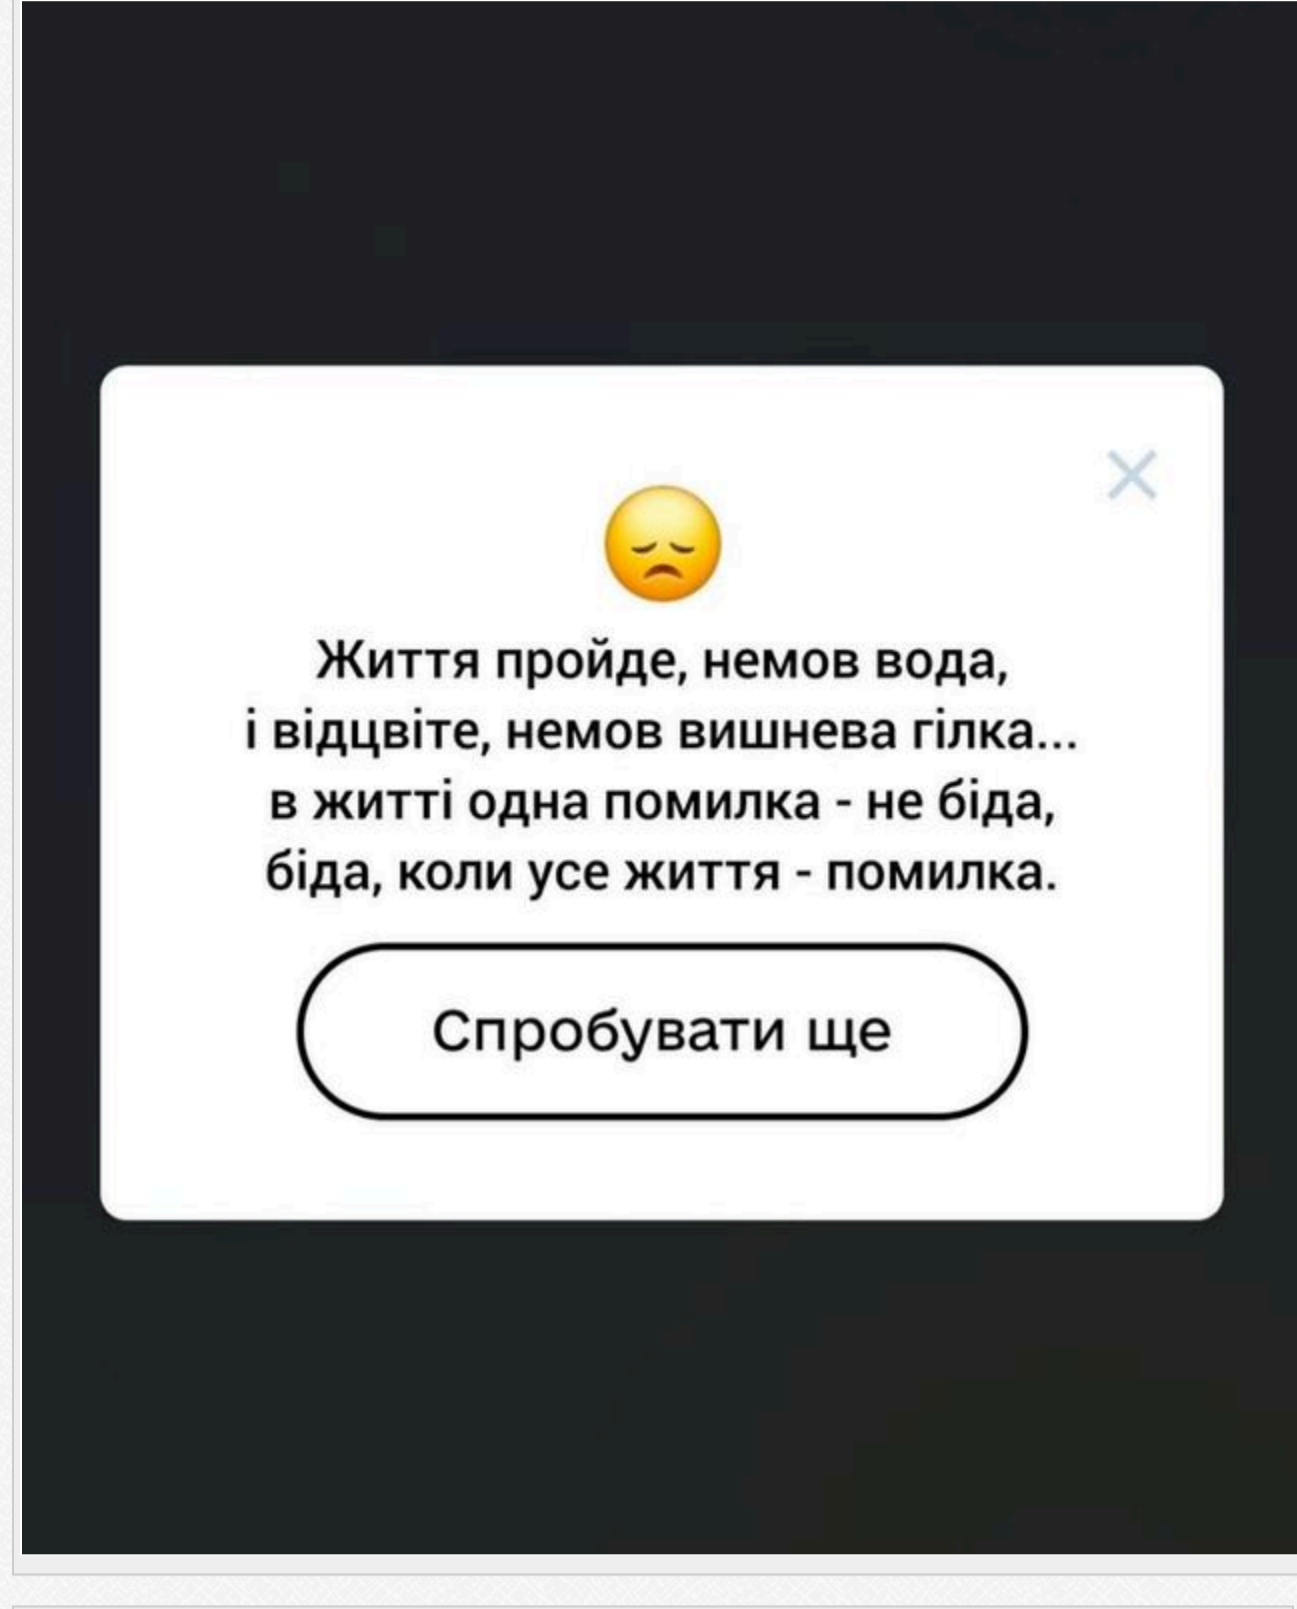 Життя пройде, немов вода,
і відцвіте, немов вишнева гілка...
в житті одна помилка - не біда,
біда, коли усе життя - помилка.
Спробувати ще